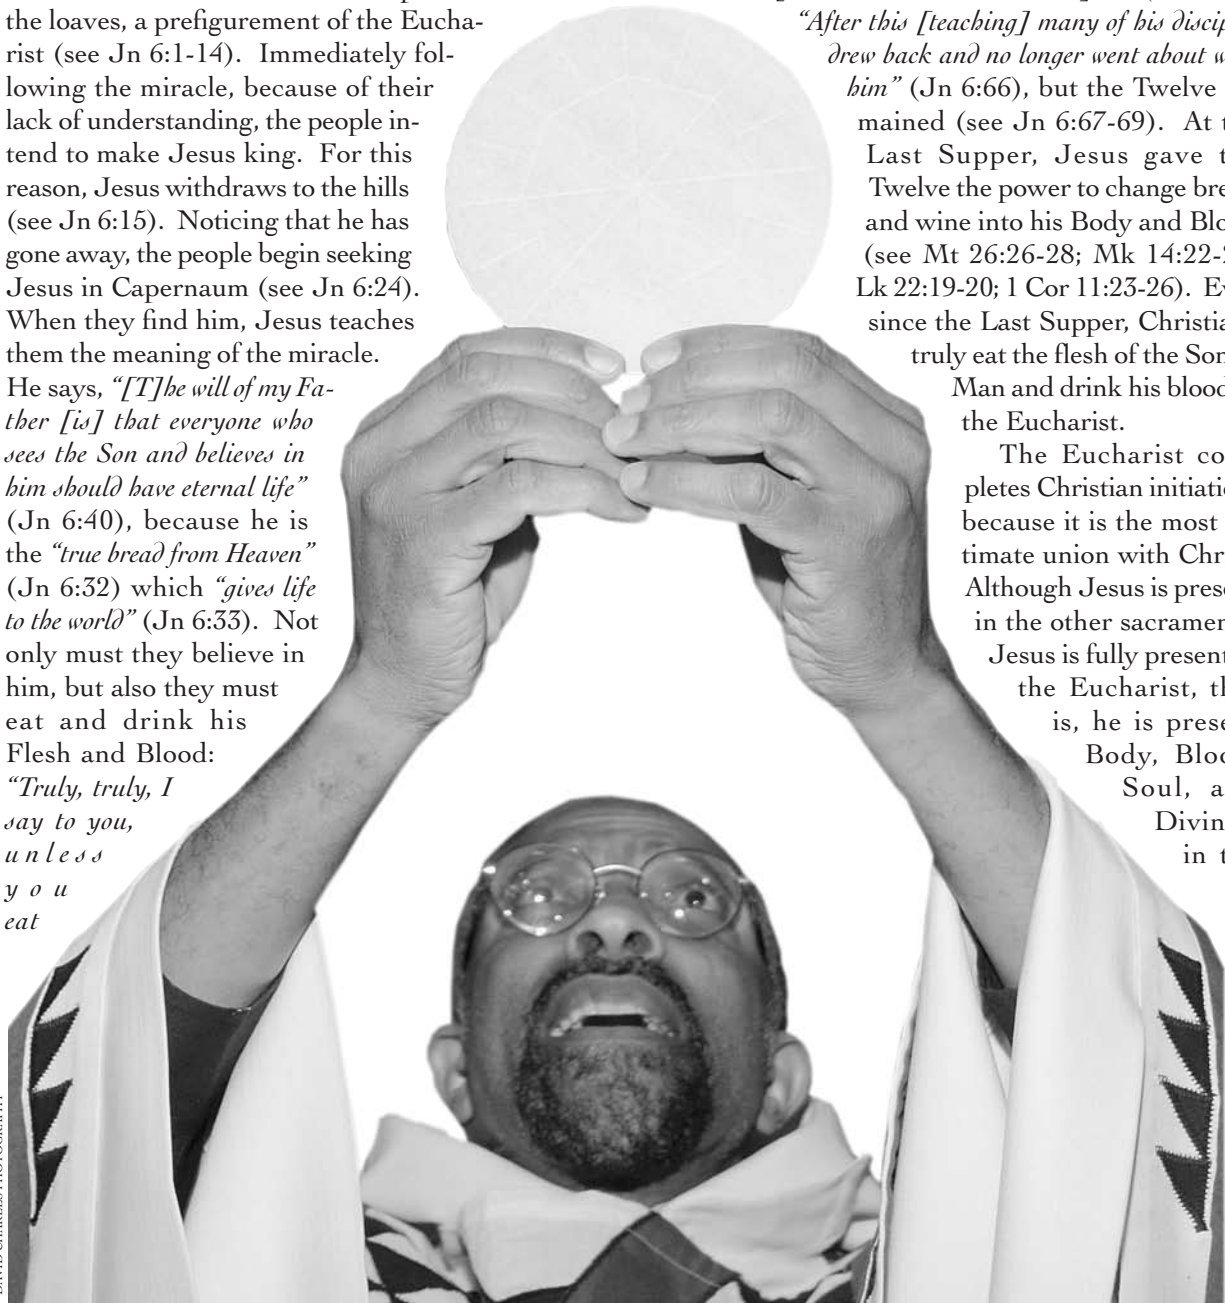 the loaves, a prefigurement of the Eucha-
rist (see Jn 6:1-14). Immediately fol-
lowing the miracle, because of their
lack of understanding, the people in-
tend to make Jesus king. For this
reason, Jesus withdraws to the hills
(see Jn 6:15). Noticing that he has
gone away, the people begin seeking
Jesus in Capernaum (see Jn 6:24).
When they find him, Jesus teaches
them the meaning of the miracle.
He says, “[T]he will of my Fa-
ther [is] that everyone who
sees the Son and believes in
him should have eternal life”
(Jn 6:40), because he is
the “true bread from Heaven”
(Jn 6:32) which “gives life
to the world” (Jn 6:33). Not
only must they believe in
him, but also they must
eat and drink his
Flesh and Blood:
“Truly, truly, I
say to you,
unless
you
eat
“After this [teaching] many of his discip
drew back and no longer went about w
him” (Jn 6:66), but the Twelve
mained (see Jn 6:67-69). At t
Last Supper, Jesus gave t
Twelve the power to change bre
and wine into his Body and Blo
(see Mt 26:26-28; Mk 14:22-2
Lk 22:19-20; 1 Cor 11:23-26). Ev
since the Last Supper, Christia
truly eat the flesh of the Son
Man and drink his blood
the Eucharist.
The Eucharist co
pletes Christian initiati
because it is the most
timate union with Chr
Although Jesus is prese
in the other sacramen
Jesus is fully present
the Eucharist, th
is, he is prese
Body, Bloo
Soul, a
Divin
in t